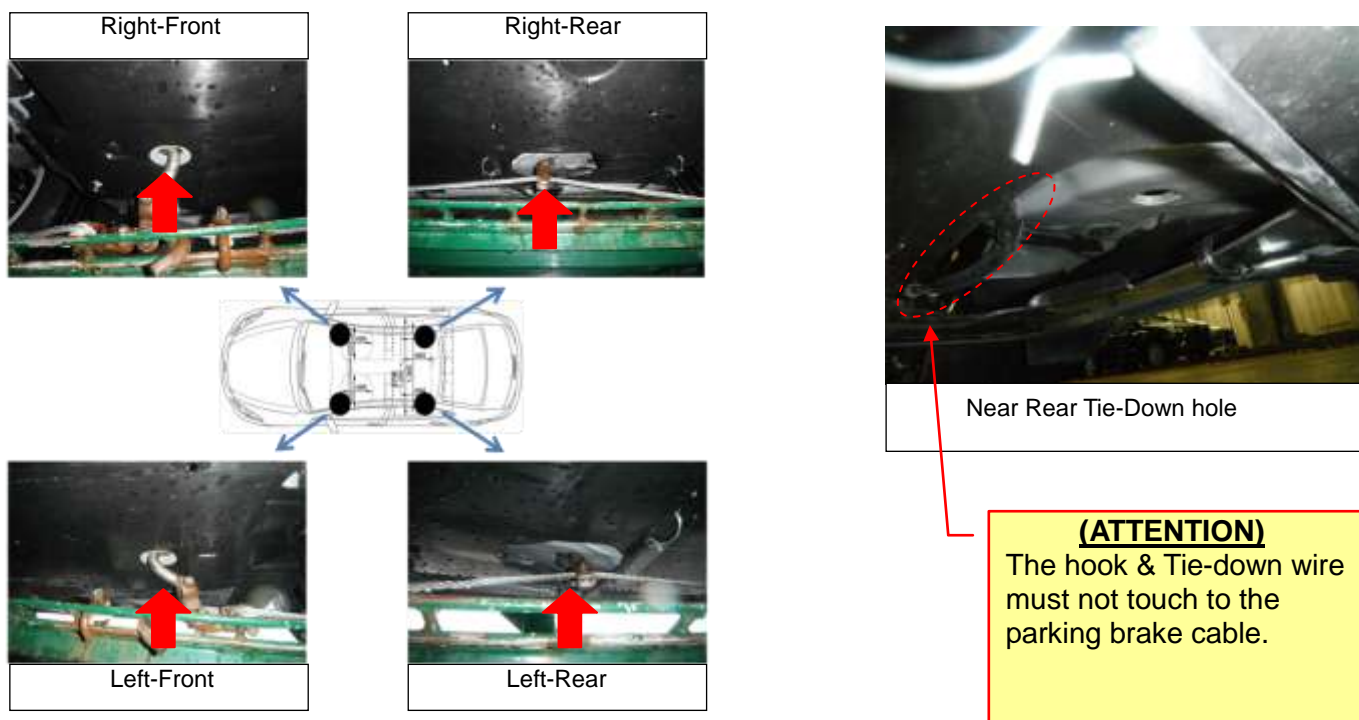 Right-Front
Right-Rear
Left-Front
Left-Rear
Near Rear Tie-Down hole
(ATTENTION)
The hook & Tie-down wire
must not touch to the
parking brake cable.